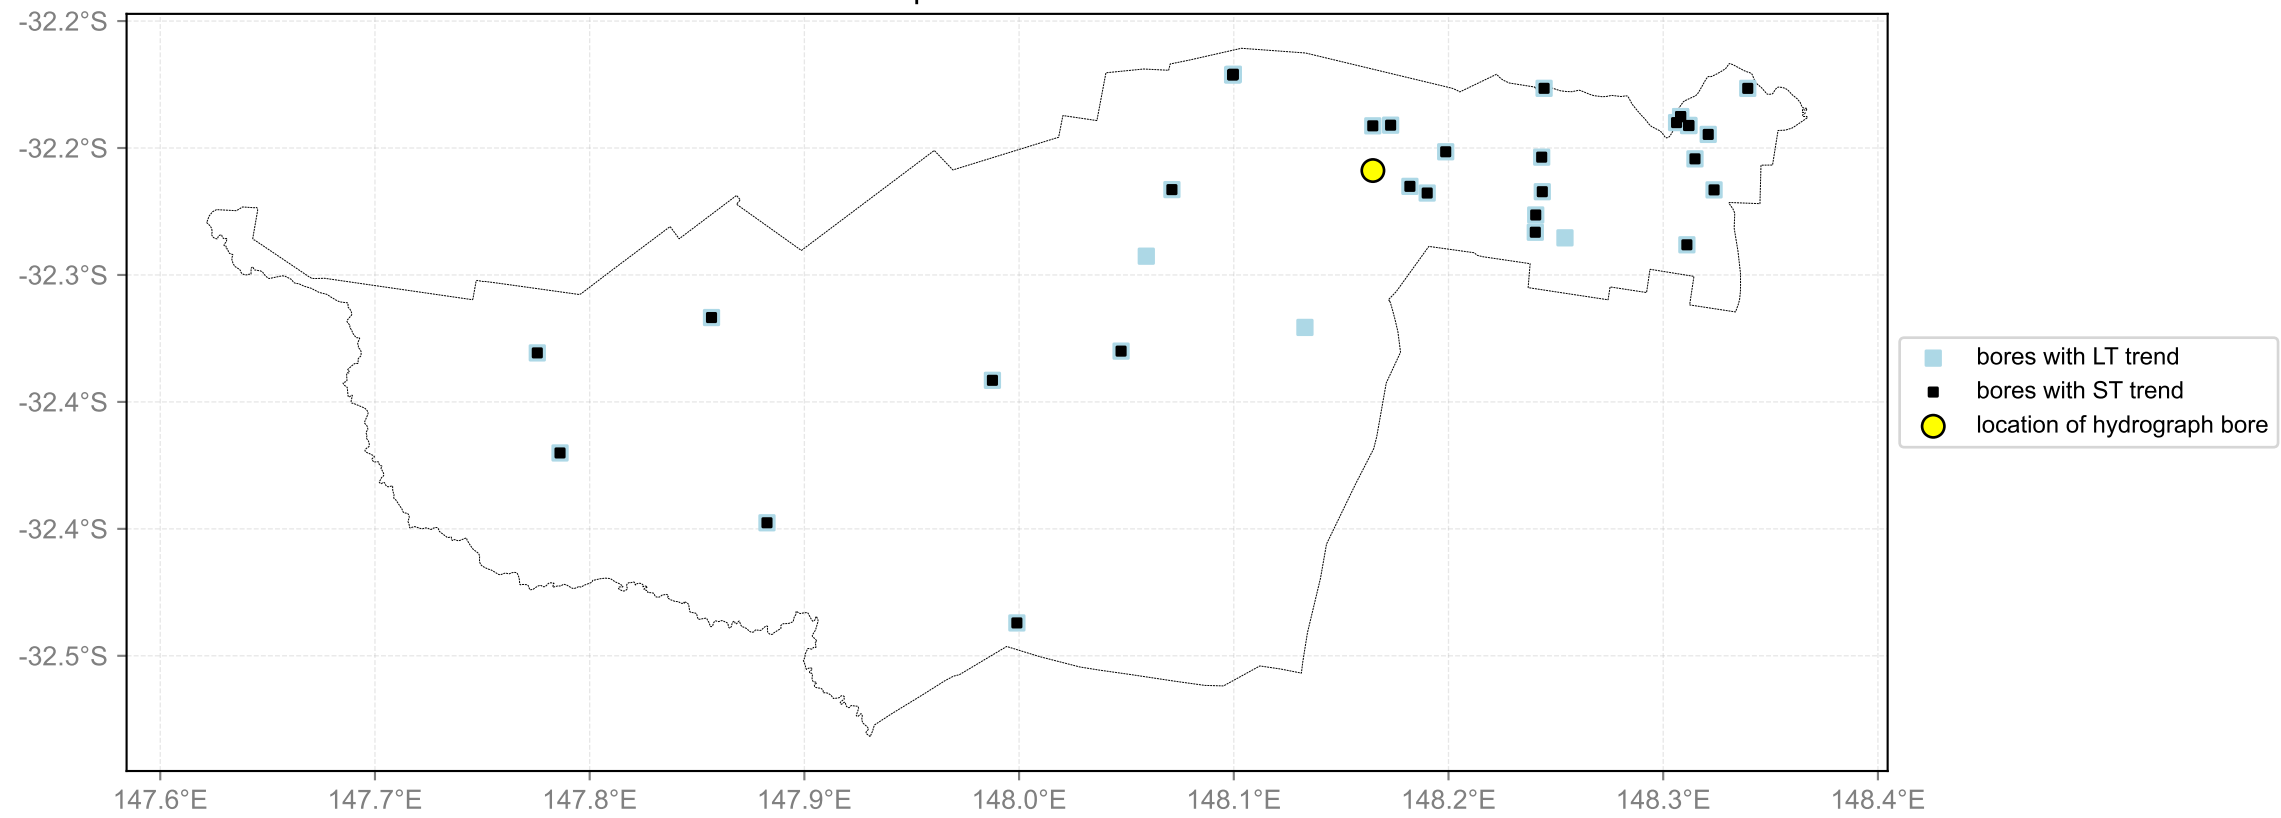 -32.2°S
-32.2°S
-32.3°S
-32.4°S
-32.4°S
-32.5°S
147.6°E 147.7°E 147.8°E 147.9°E 148.0°E 148.1°E 148.2°E 148.3°E 148.4°E
bores with LT trend
bores with ST trend
location of hydrograph bore